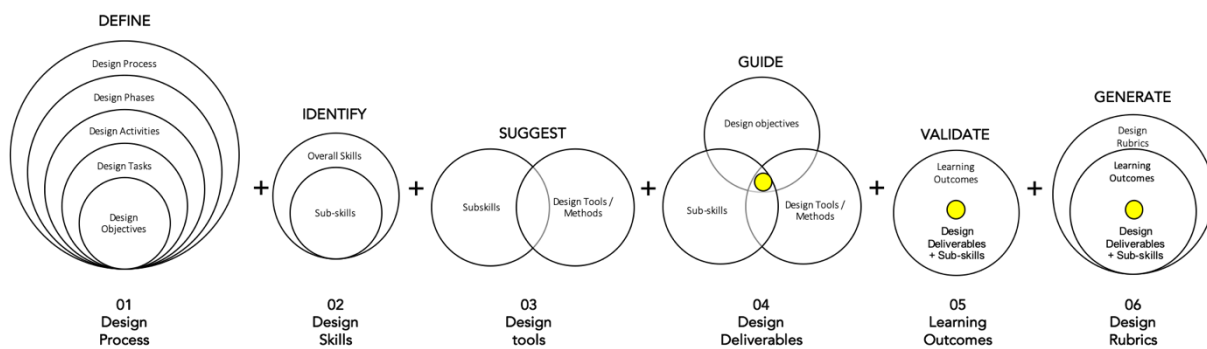 DEFINE
Design Process
Design Phases
Design Activities
Design Tasks
Design
Objectives
01
Design
Process
+
IDENTIFY
Overall Skills
Sub-skills
02
Design
Skills
+
SUGGEST
Subskills
Design Tools /
Methods
03
Design
tools
+
GUIDE
Design objectives
Sub-skills
Design Tools /
Methods
04
Design
Deliverables
+
VALIDATE
Learning
Outcomes
Design
Deliverables
+ Sub-skills
05
Learning
Outcomes
+
GENERATE
Design
Rubrics
Learning
Outcomes
Design
Deliverables
+ Sub-skills
06
Design
Rubrics